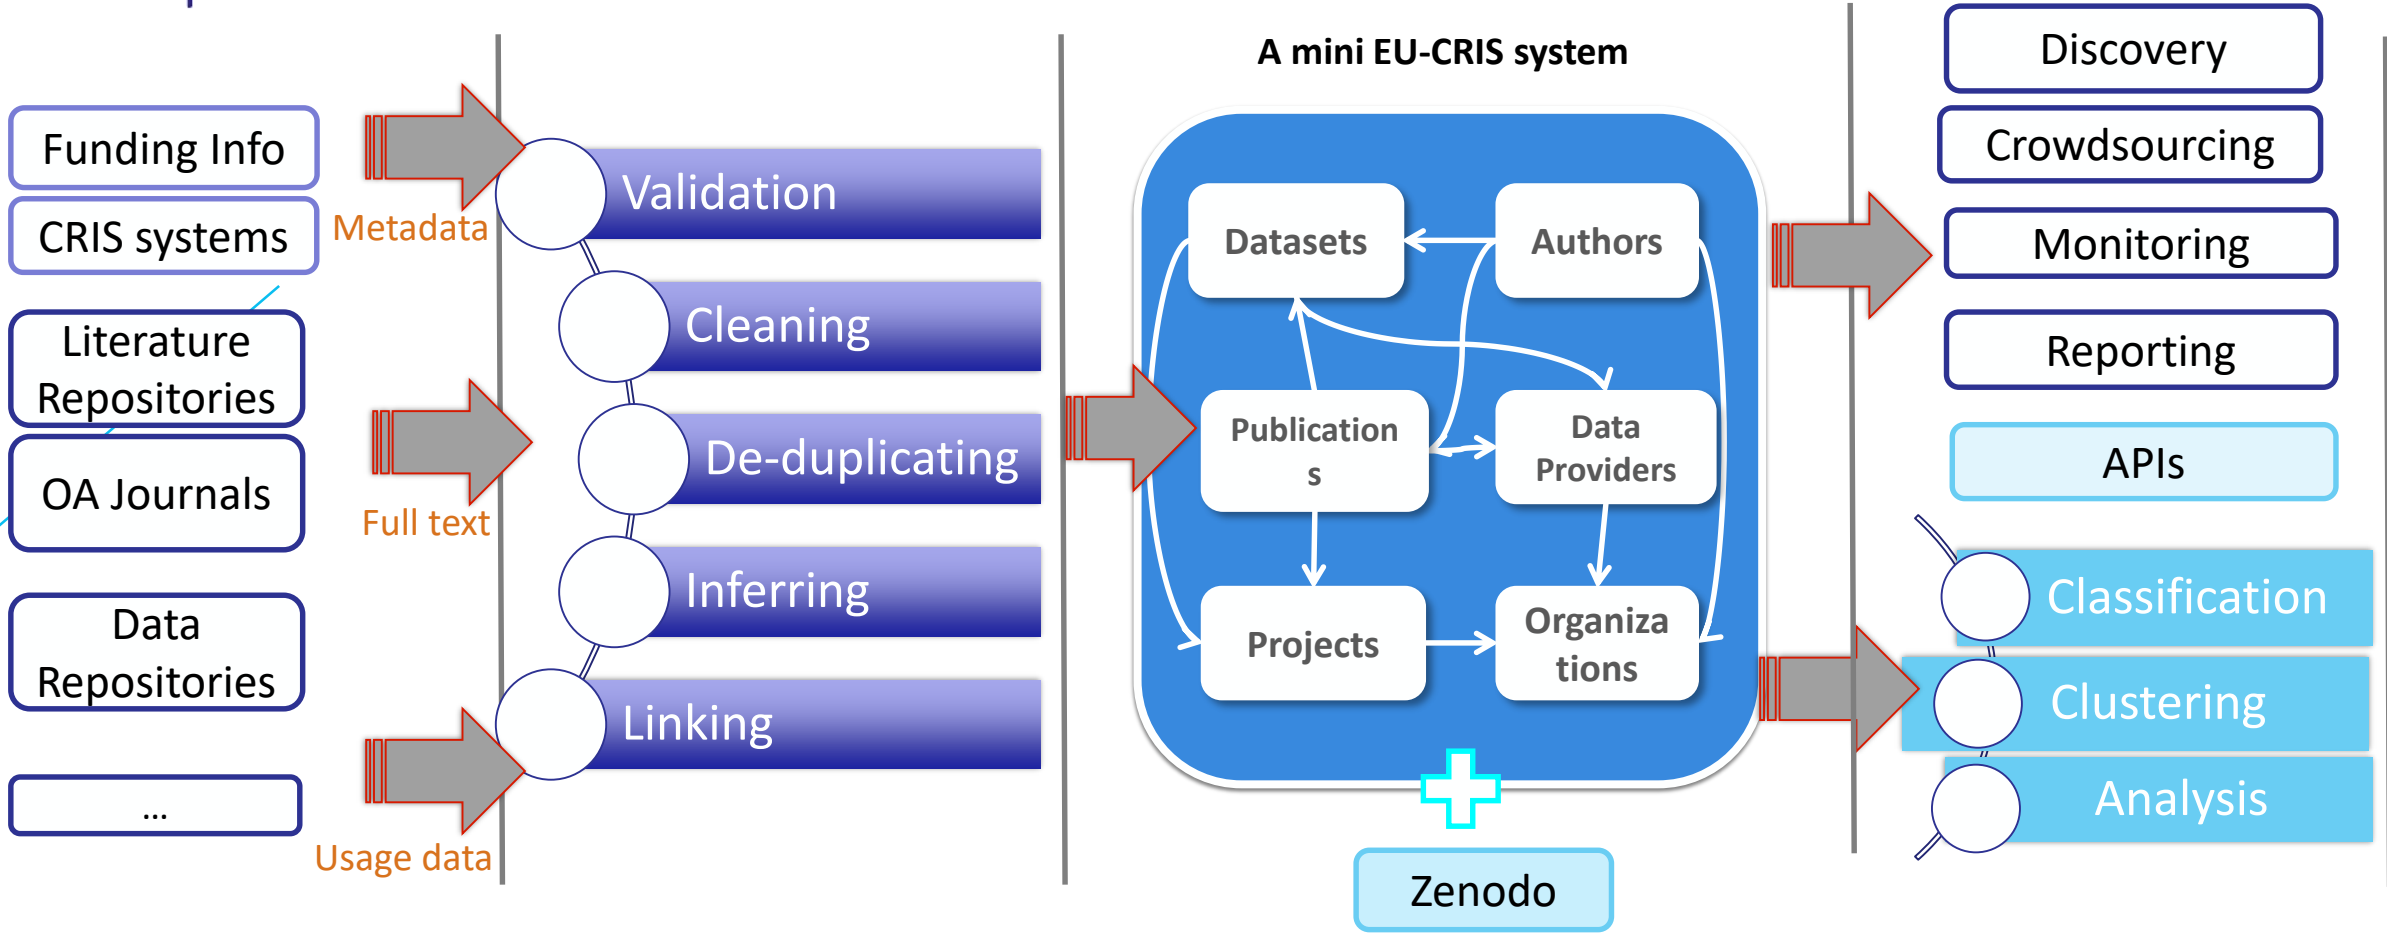 Funding Info
CRIS systems
Literature
Repositories
OA Journals
Data
Repositories
...
Metadata
Full text
Usage data
Validation
Cleaning
De-duplicating
Inferring
Linking
A mini EU-CRIS system
Datasets
Authors
Publication
s
Data
Providers
Projects
Organiza
tions
Zenodo
Discovery
Crowdsourcing
Monitoring
Reporting
APIs
Classification
Clustering
Analysis